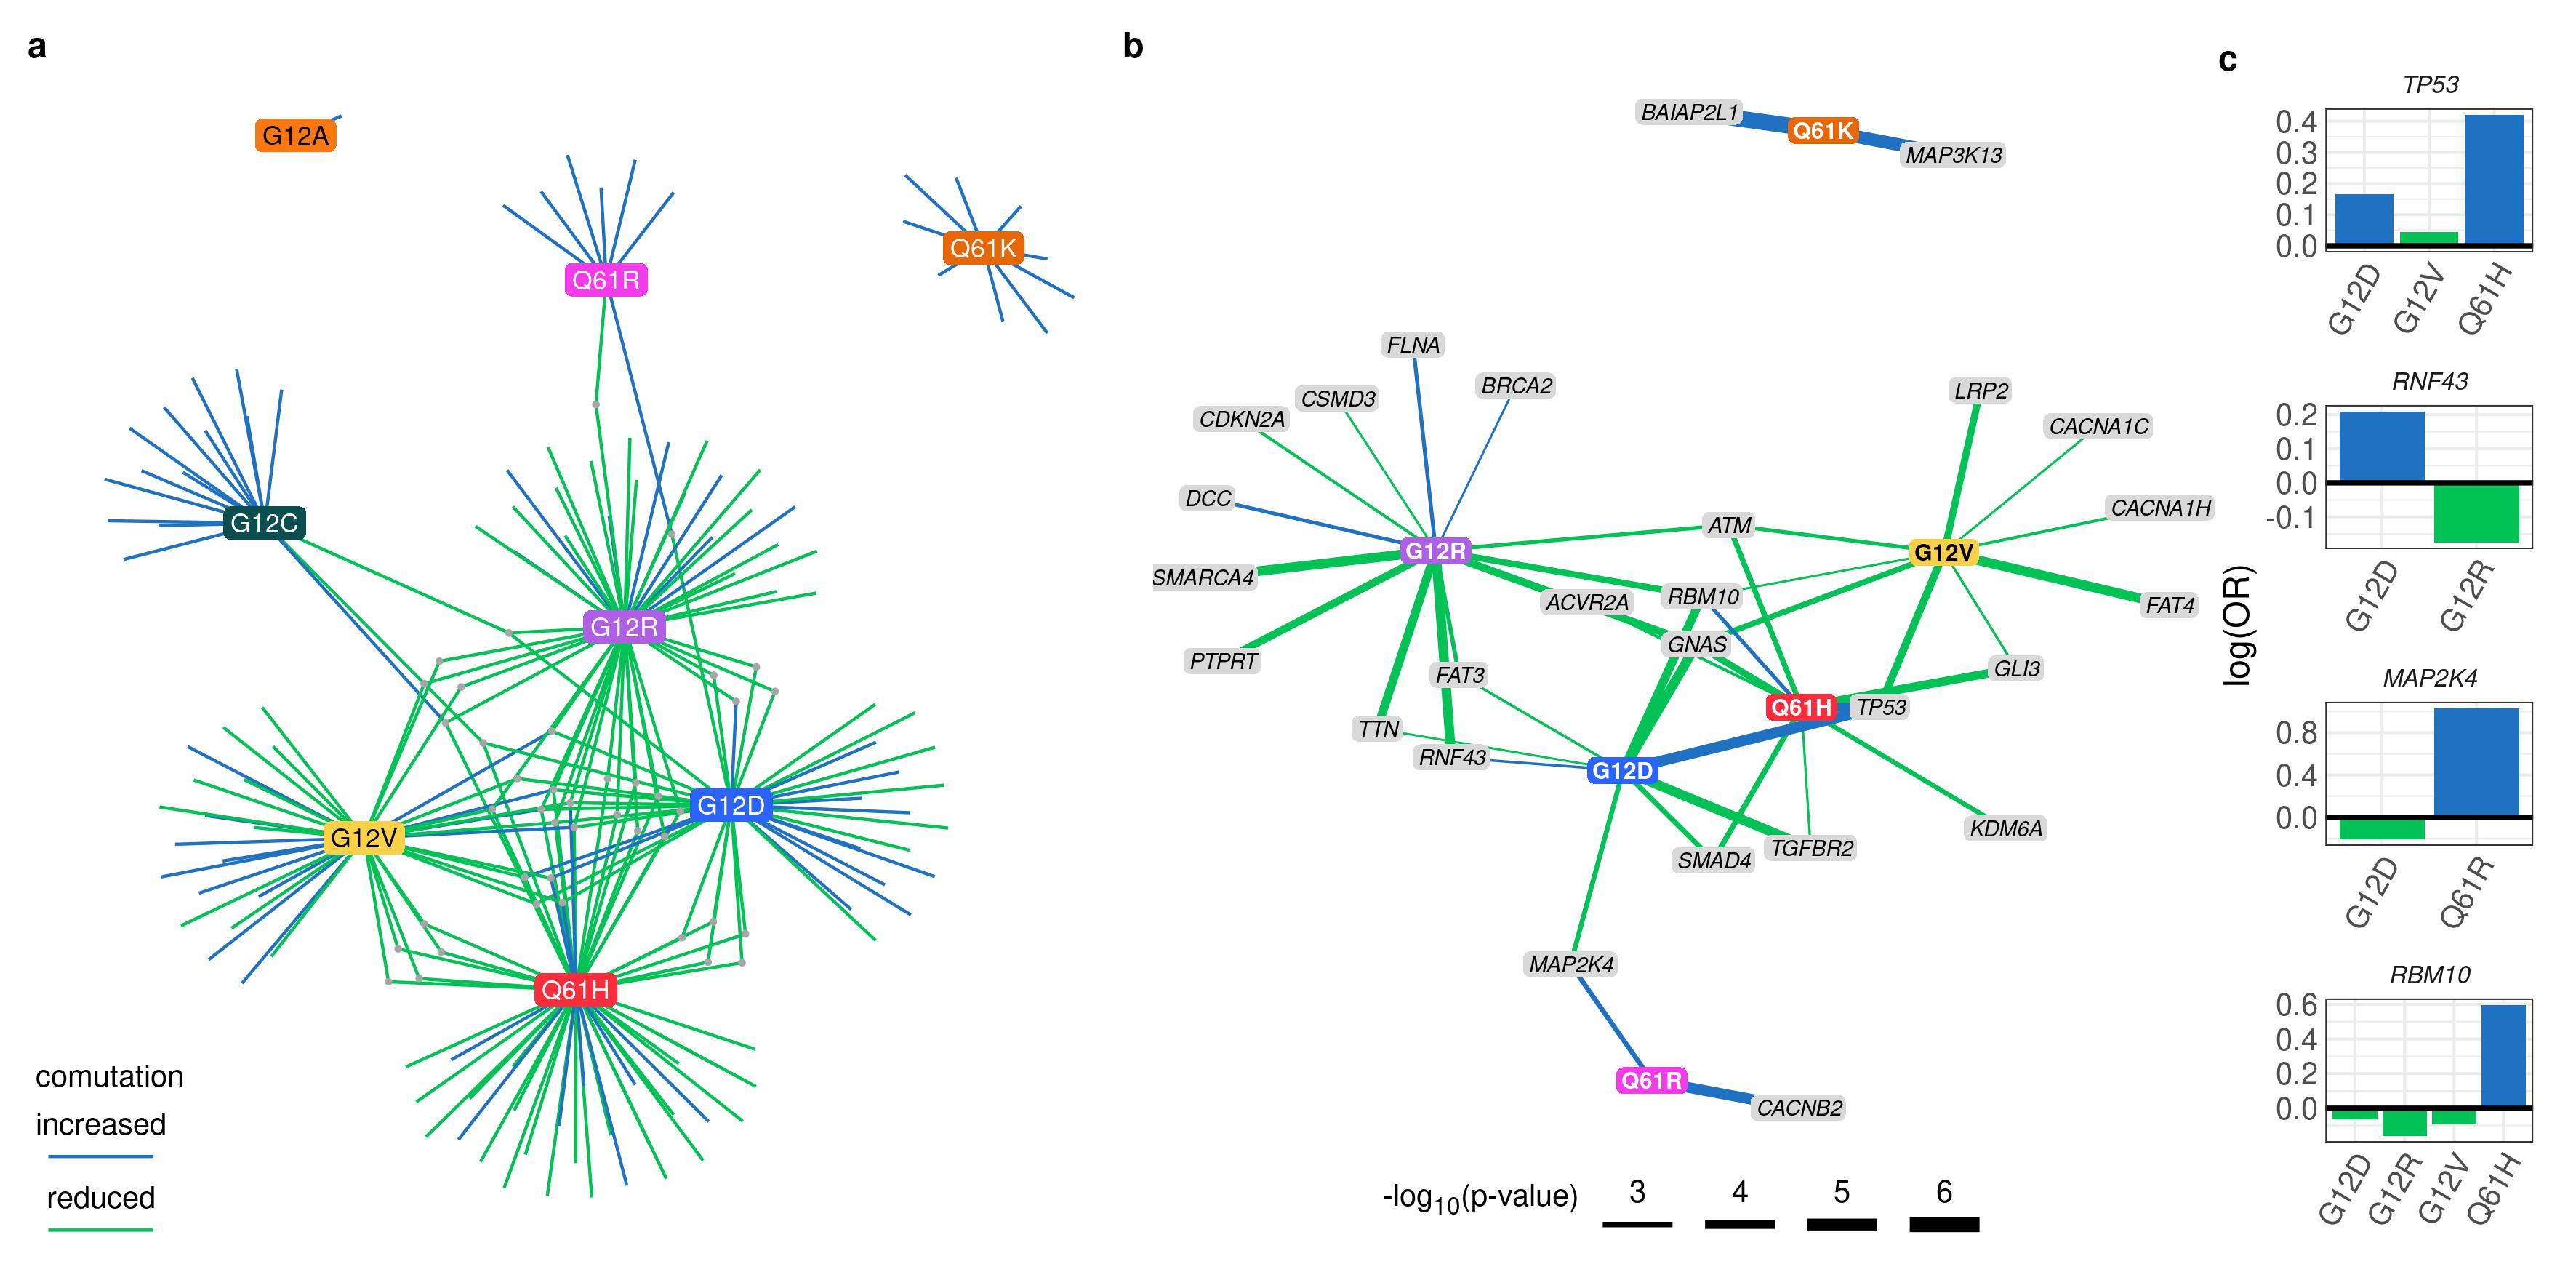 a
G12A
Q61R
Q61K
G12C
G12R
G12V
G12D
Q61H
comutation
increased
reduced
b
BAIAP2L1
Q61K
MAP3K13
FLNA
BRCA2
CSMD3
CDKN2A
LRP2
CACNA1C
DCC
CACNA1H
ATM
G12R
G12V
SMARCA4
RBM10
ACVR2A
FAT4
GNAS
PTPRT
FAT3
GLI3
Q61H
TP53
TTN
RNF43
G12D
KDM6A
TGFBR2
SMAD4
MAP2K4
Q61R
CACNB2
-log10(p-value)
3
4
5
6
c
log(OR)
TP53
0.4
0.3
0.2
0.1
0.0
G12D
G12V
Q61H
RNF43
0.2
0.1
0.0
-0.1
G12D
G12R
MAP2K4
0.8
0.4
0.0
G12D
Q61R
RBM10
0.6
0.4
0.2
0.0
G12D
G12R
G12V
Q61H